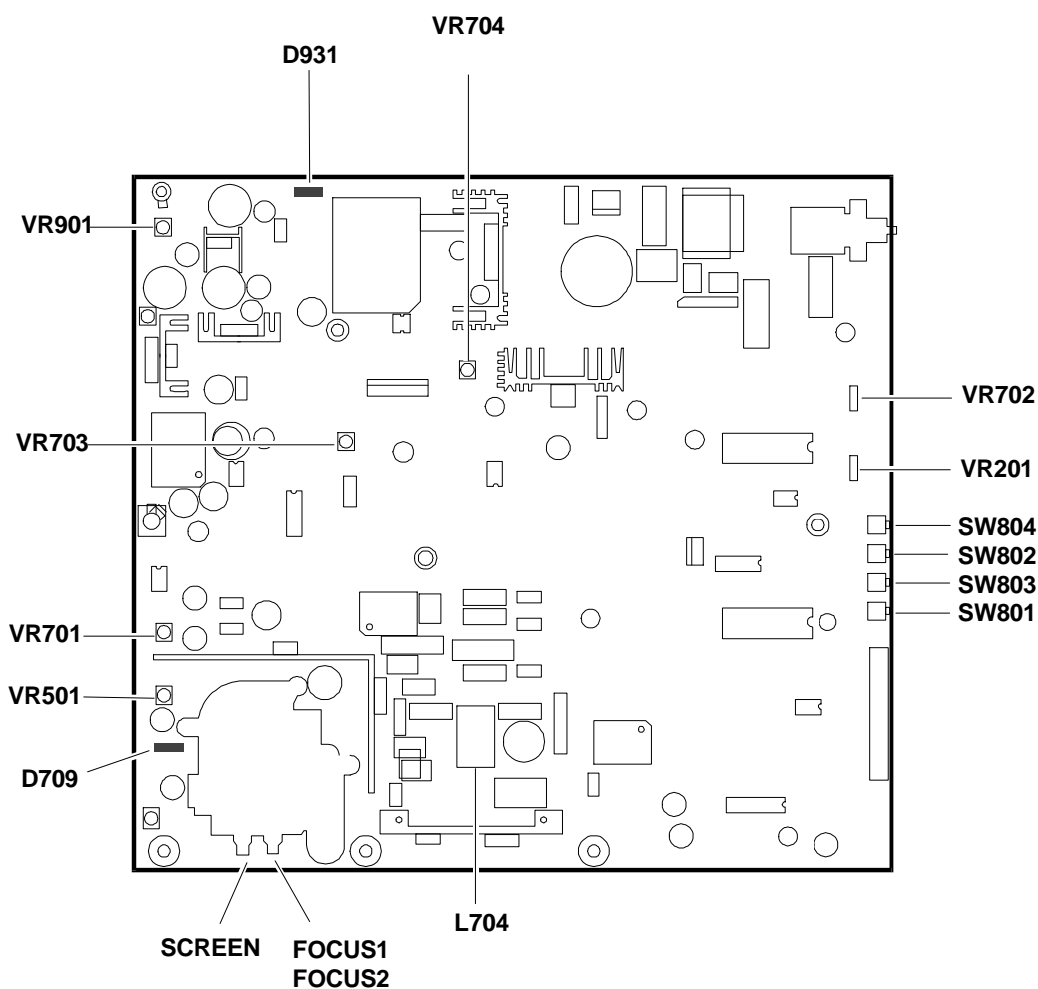 VR704
D931
VR901
VR702
VR703
VR201
SW804
SW802
SW803
SW801
VR701
VR501
D709
L704
SCREEN
FOCUS1
FOCUS2